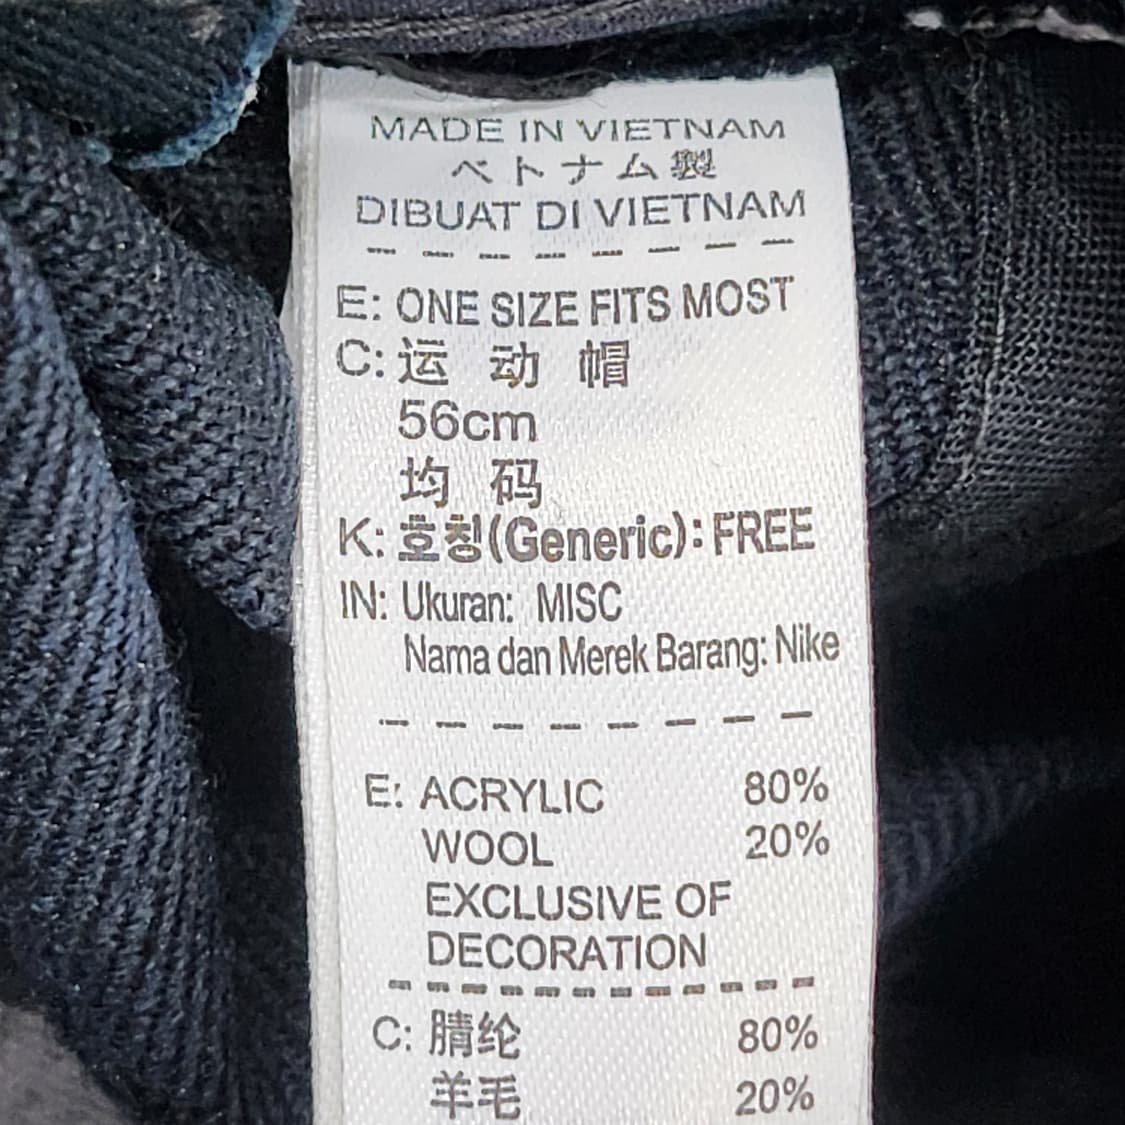 MADE IN VIETNAM
ベトナム製
DIBUAT DI VIETNAM
E: ONE SIZE FITS MOST
C: 运 动 帽
56cm
均 码
K: 호칭(Generic): FREE
IN: Ukuran: MISC
Nama dan Merek Barang: Nike
E: ACRYLIC 80%
WOOL 20%
EXCLUSIVE OF
DECORATION
C: 腈纶 80%
羊毛 20%